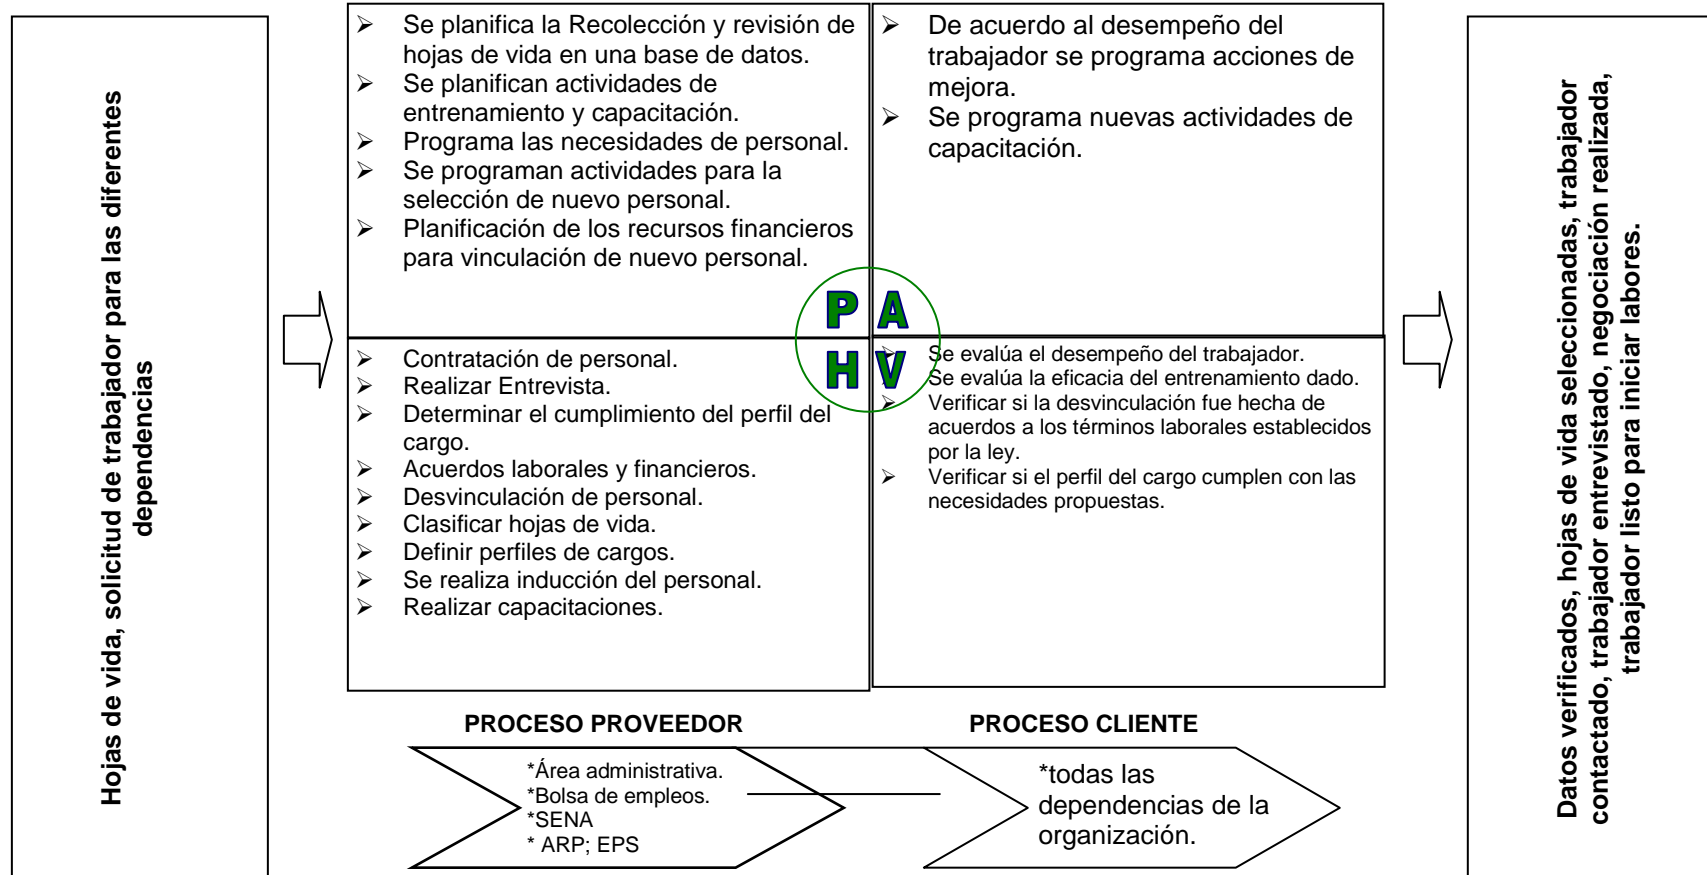 Hojas de vida, solicitud de trabajador para las diferentes
dependencias
➢ Se planifica la Recolección y revisión de
hojas de vida en una base de datos.
➢ Se planifican actividades de
entrenamiento y capacitación.
➢ Programa las necesidades de personal.
➢ Se programan actividades para la
selección de nuevo personal.
➢ Planificación de los recursos financieros
para vinculación de nuevo personal.
➢ De acuerdo al desempeño del
trabajador se programa acciones de
mejora.
➢ Se programa nuevas actividades de
capacitación.
P A
H V
➢ Contratación de personal.
➢ Realizar Entrevista.
➢ Determinar el cumplimiento del perfil del
cargo.
➢ Acuerdos laborales y financieros.
➢ Desvinculación de personal.
➢ Clasificar hojas de vida.
➢ Definir perfiles de cargos.
➢ Se realiza inducción del personal.
➢ Realizar capacitaciones.
➢ Se evalúa el desempeño del trabajador.
➢ Se evalúa la eficacia del entrenamiento dado.
➢ Verificar si la desvinculación fue hecha de
acuerdos a los términos laborales establecidos
por la ley.
➢ Verificar si el perfil del cargo cumplen con las
necesidades propuestas.
PROCESO PROVEEDOR
*Área administrativa.
*Bolsa de empleos.
*SENA
* ARP; EPS
PROCESO CLIENTE
*todas las
dependencias de la
organización.
Datos verificados, hojas de vida seleccionadas, trabajador
contactado, trabajador entrevistado, negociación realizada,
trabajador listo para iniciar labores.